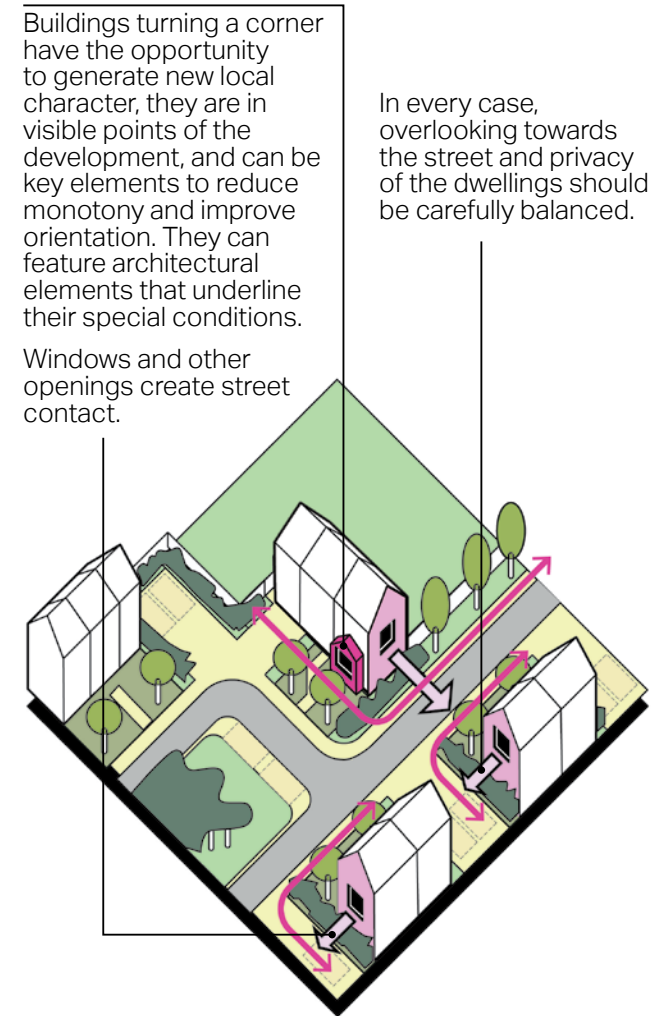 Buildings turning a corner
have the opportunity
to generate new local
character, they are in
visible points of the
development, and can be
key elements to reduce
monotony and improve
orientation. They can
feature architectural
elements that underline
their special conditions.
Windows and other
openings create street
contact.
In every case,
overlooking towards
the street and privacy
of the dwellings should
be carefully balanced.